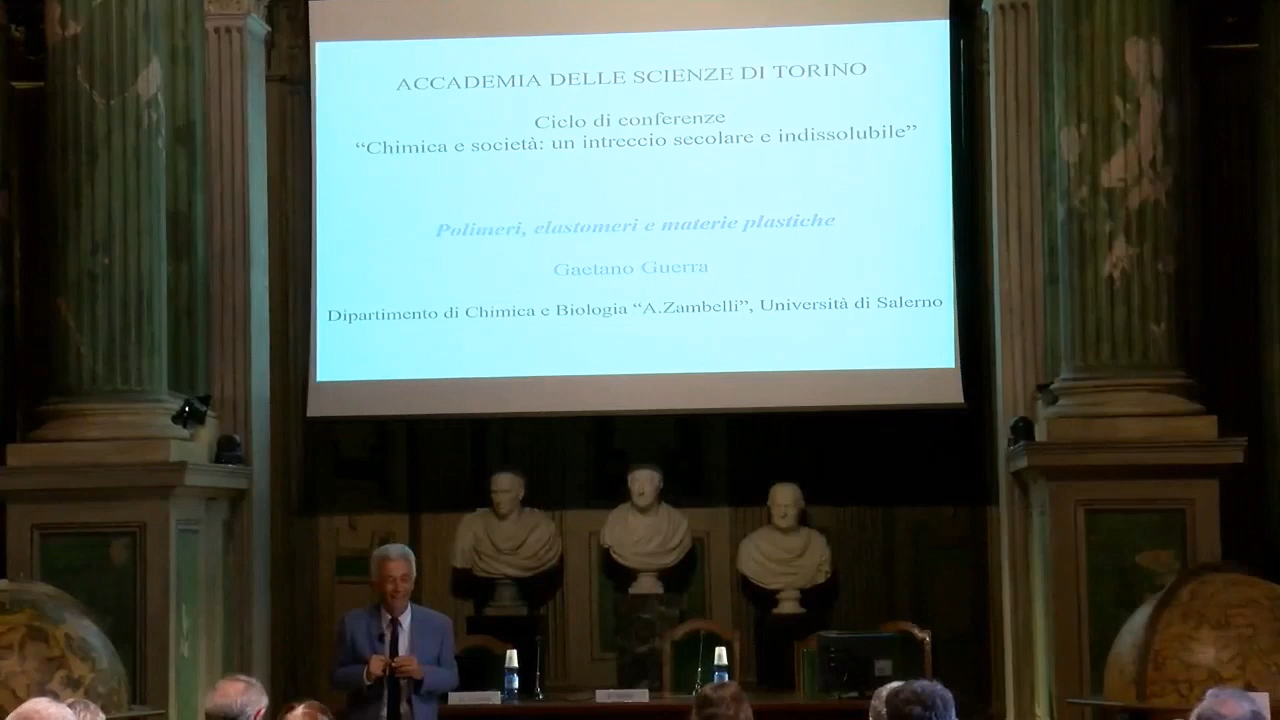 ACCADEMIA DELLE SCIENZE DI TORINO
Ciclo di conferenze
“Chimica e società: un intreccio secolare e indissolubile”
Polimeri, elastomeri e materie plastiche
Gaetano Guerra
Dipartimento di Chimica e Biologia “A.Zambelli”, Università di Salerno